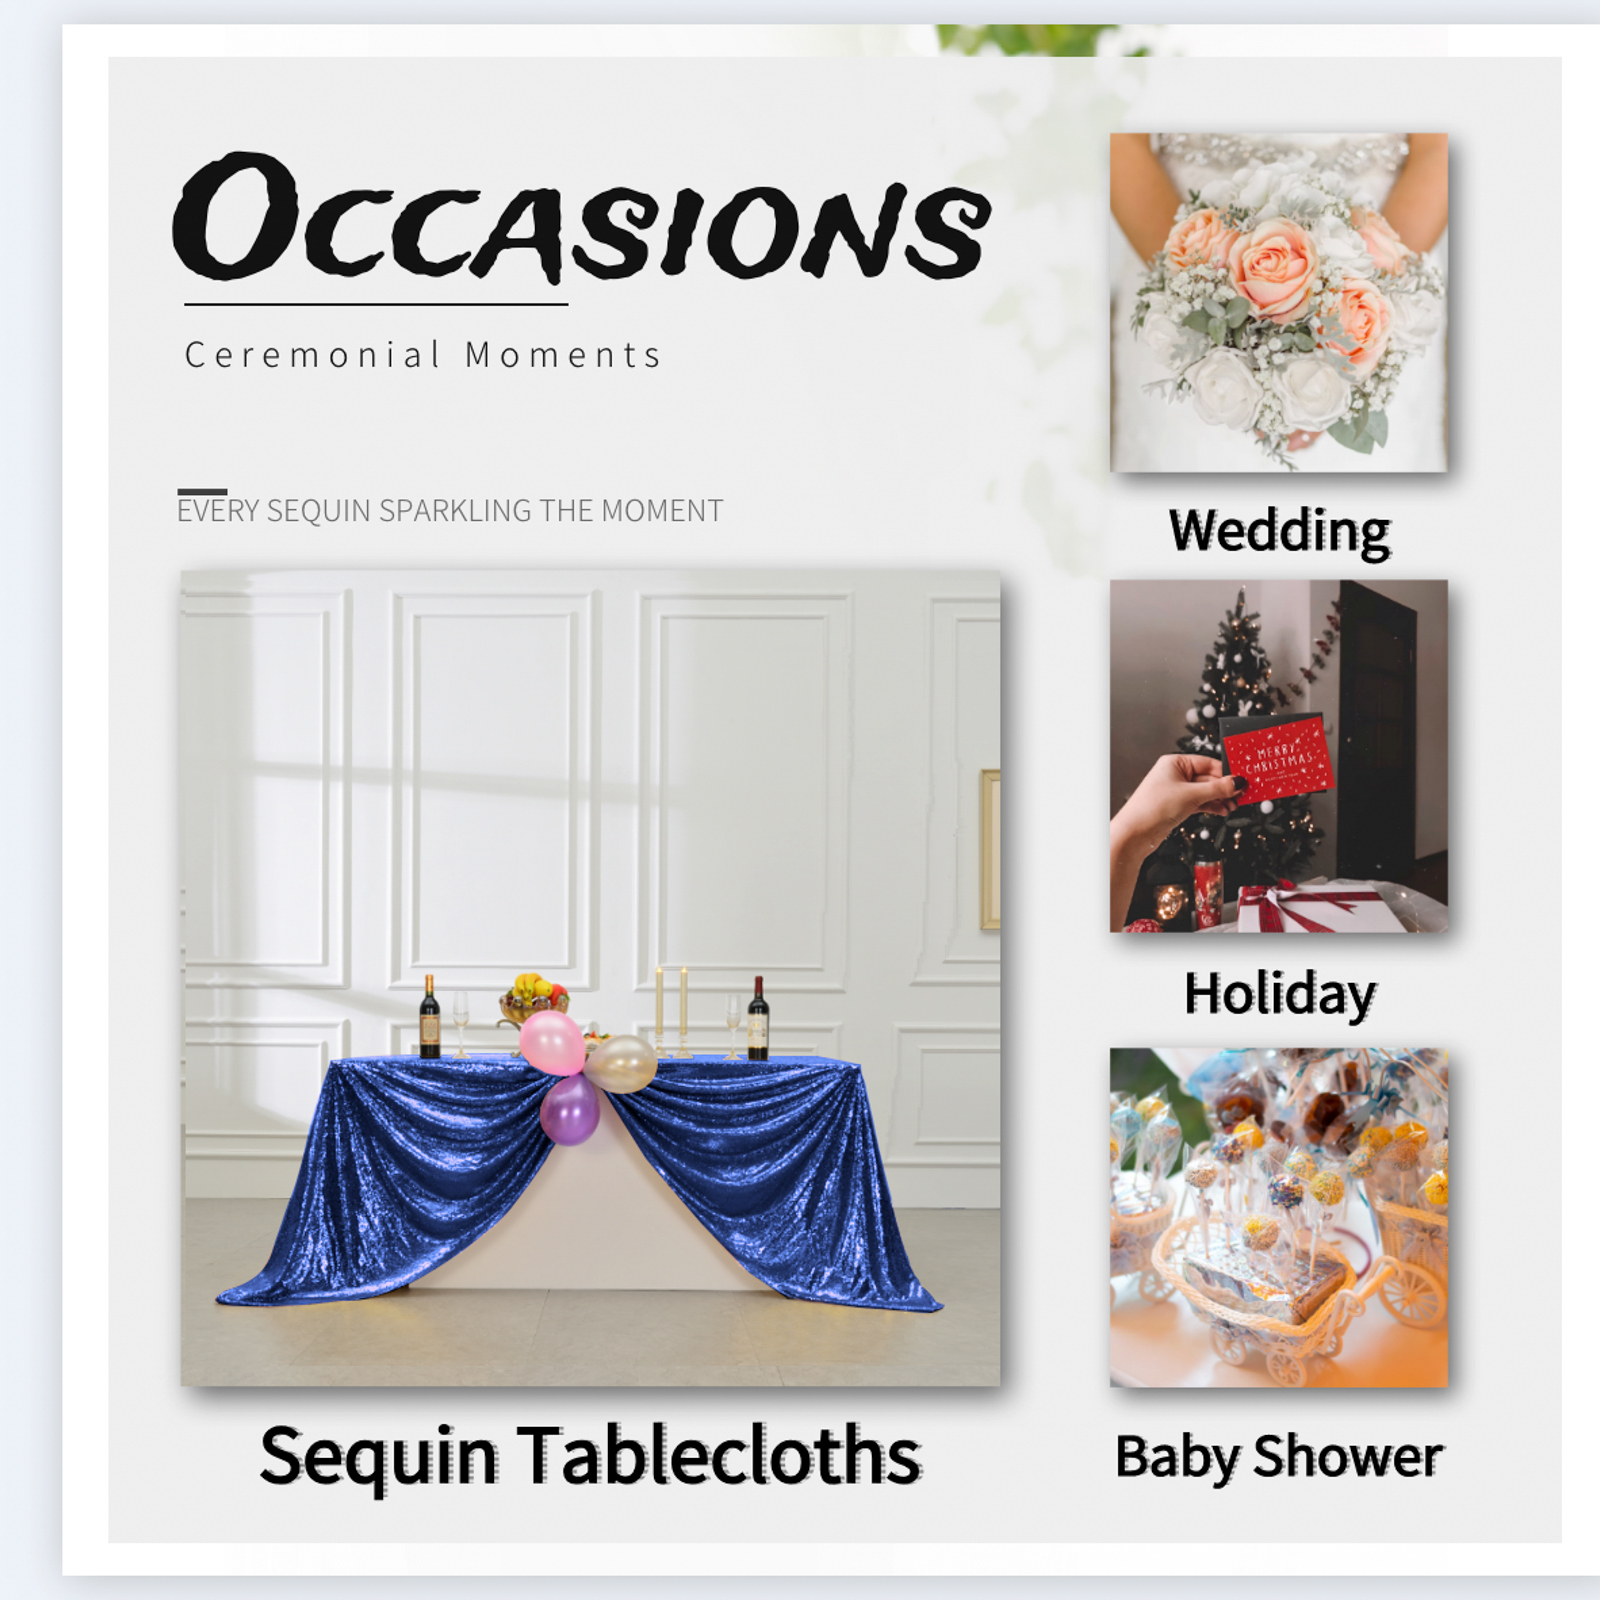 OCCASIONS
Ceremonial Moments
EVERY SEQUIN SPARKLING THE MOMENT
Wedding
MERRY
CHRISTMAS
Holiday
Sequin Tablecloths
Baby Shower